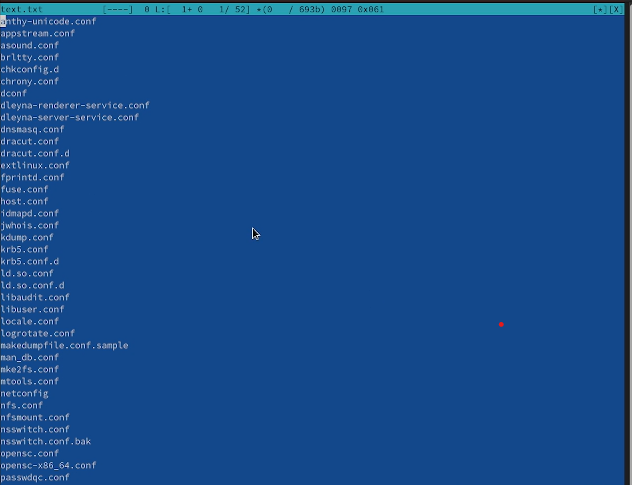 text.txt [----] 0 L:[ 1+ 0 1/ 52] *(0 / 693b) 0097 0x061 [*][X]
anthy-unicode.conf
appstream.conf
asound.conf
brltty.conf
chkconfig.d
chrony.conf
dconf
dleyna-renderer-service.conf
dleyna-server-service.conf
dnsmasq.conf
dracut.conf
dracut.conf.d
extlinux.conf
fprintd.conf
fuse.conf
host.conf
idmapd.conf
jwhois.conf
kdump.conf
krb5.conf
krb5.conf.d
ld.so.conf
ld.so.conf.d
libaudit.conf
libuser.conf
locale.conf
logrotate.conf
makedumpfile.conf.sample
man_db.conf
mke2fs.conf
mtools.conf
netconfig
nfs.conf
nfsmount.conf
nsswitch.conf
nsswitch.conf.bak
opensc.conf
opensc-x86_64.conf
passwdqc.conf